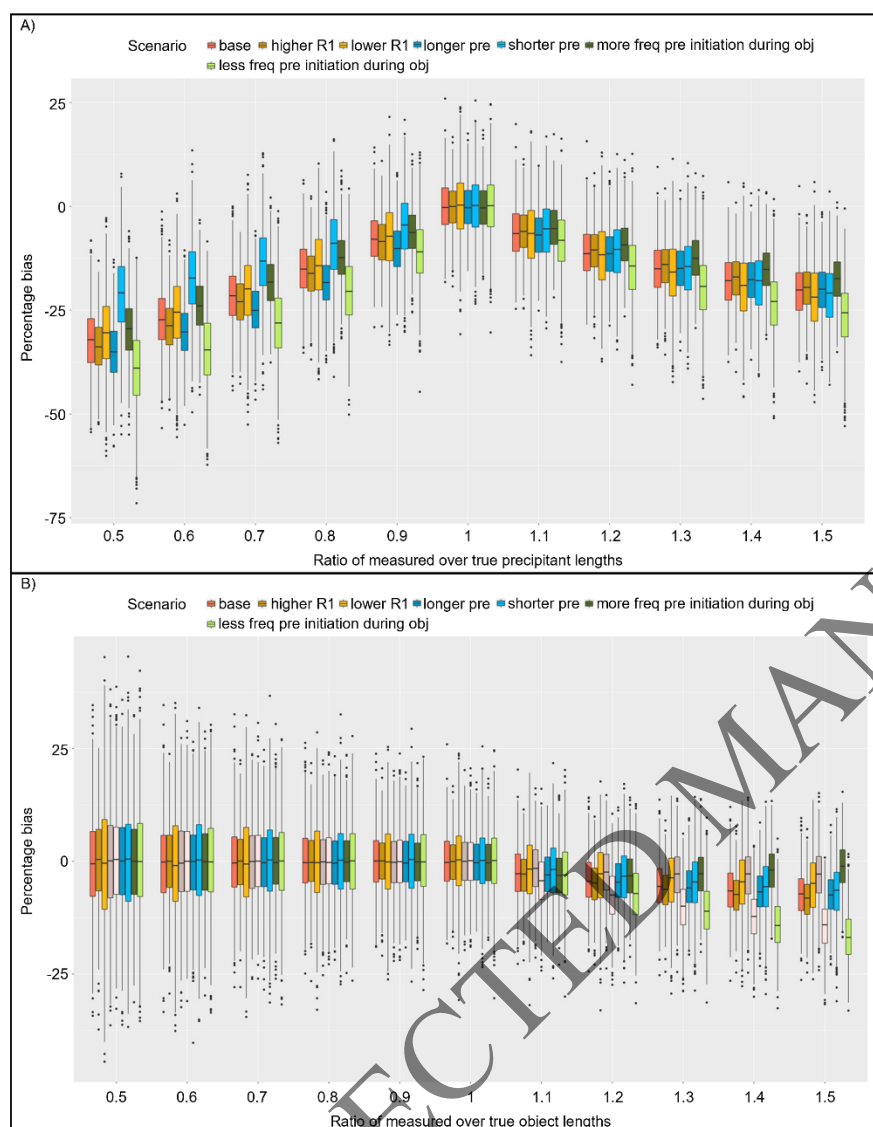 A)
Scenario base higher R1 lower R1 longer pre shorter pre more freq pre initiation during obj
less freq pre initiation during obj
Percentage bias
25
0
-25
-50
-75
0.5 0.6 0.7 0.8 0.9 1 1.1 1.2 1.3 1.4 1.5
Ratio of measured over true precipitant lengths
B)
Scenario base higher R1 lower R1 longer pre shorter pre more freq pre initiation during obj
less freq pre initiation during obj
Percentage bias
25
0
-25
0.5 0.6 0.7 0.8 0.9 1 1.1 1.2 1.3 1.4 1.5
Ratio of measured over true object lengths
ECTED MAN